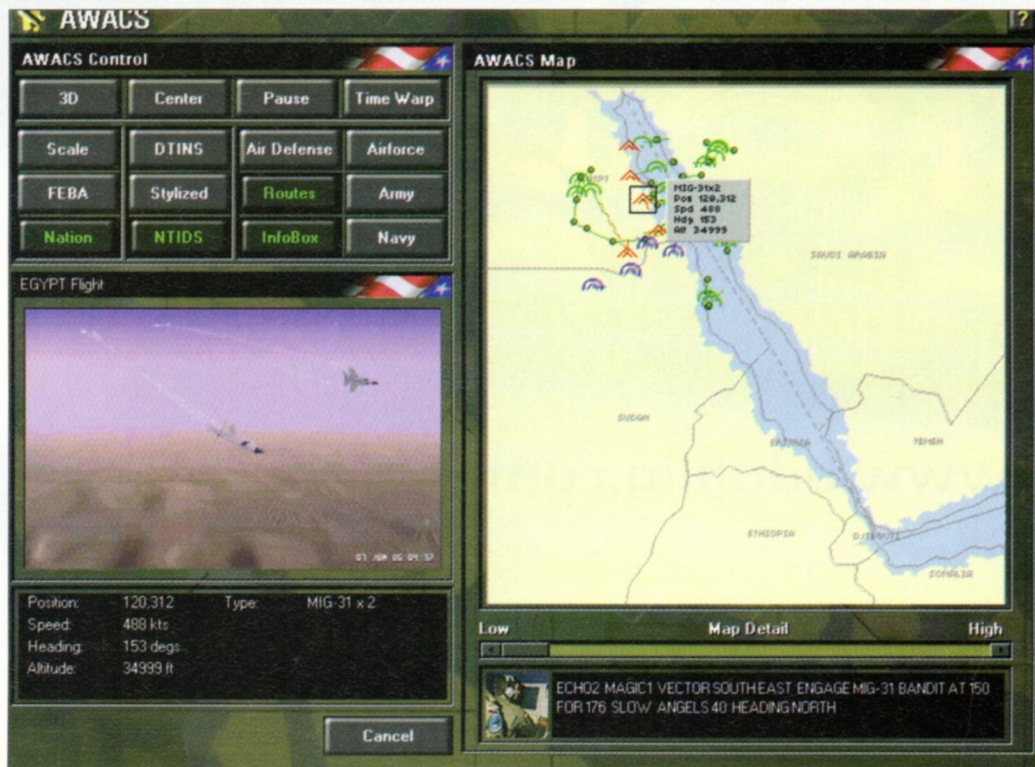 AWACS
?
AWACS Control
3D Center Pause Time Warp
Scale DTINS Air Defense Airforce
FEBA Stylized Routes Army
Nation NTIDS InfoBox Navy
EGYPT Flight
Position: 120,312 Type: MIG-31 x 2
Speed: 488 kts
Heading: 153 degs
Altitude: 34999 ft
Cancel
AWACS Map
MIG-31x2
Pos 120,312
Spd 488
Hdg 153
Alt 34999
SAUDI ARABIA
SUDAN
ERITREA
YEMEN
ETHIOPIA
DJIBOUTI
SOMALIA
Low Map Detail High
ECHO2 MAGIC1 VECTOR SOUTHEAST ENGAGE MIG-31 BANDIT AT 150
FOR 176 SLOW ANGELS 40 HEADING NORTH